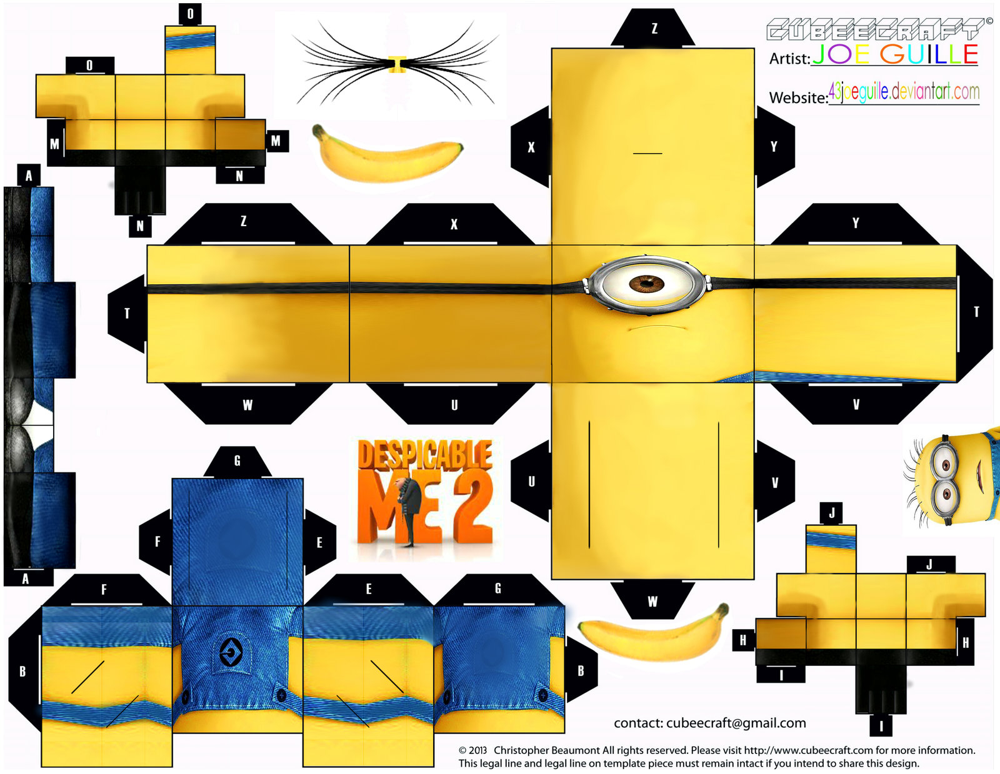 O
Z
CUBEECRAFT©
Artist: JOE GUILLE
O
Website: 43joeguille.deviantart.com
M
M
X
Y
A
N
N
Z
X
Y
T
T
W
U
V
G
DESPICABLE
ME 2
U
V
F
E
J
J
A
F
E
G
W
H
H
B
B
I
I
contact: cubeecraft@gmail.com
© 2013 Christopher Beaumont All rights reserved. Please visit http://www.cubeecraft.com for more information.
This legal line and legal line on template piece must remain intact if you intend to share this design.